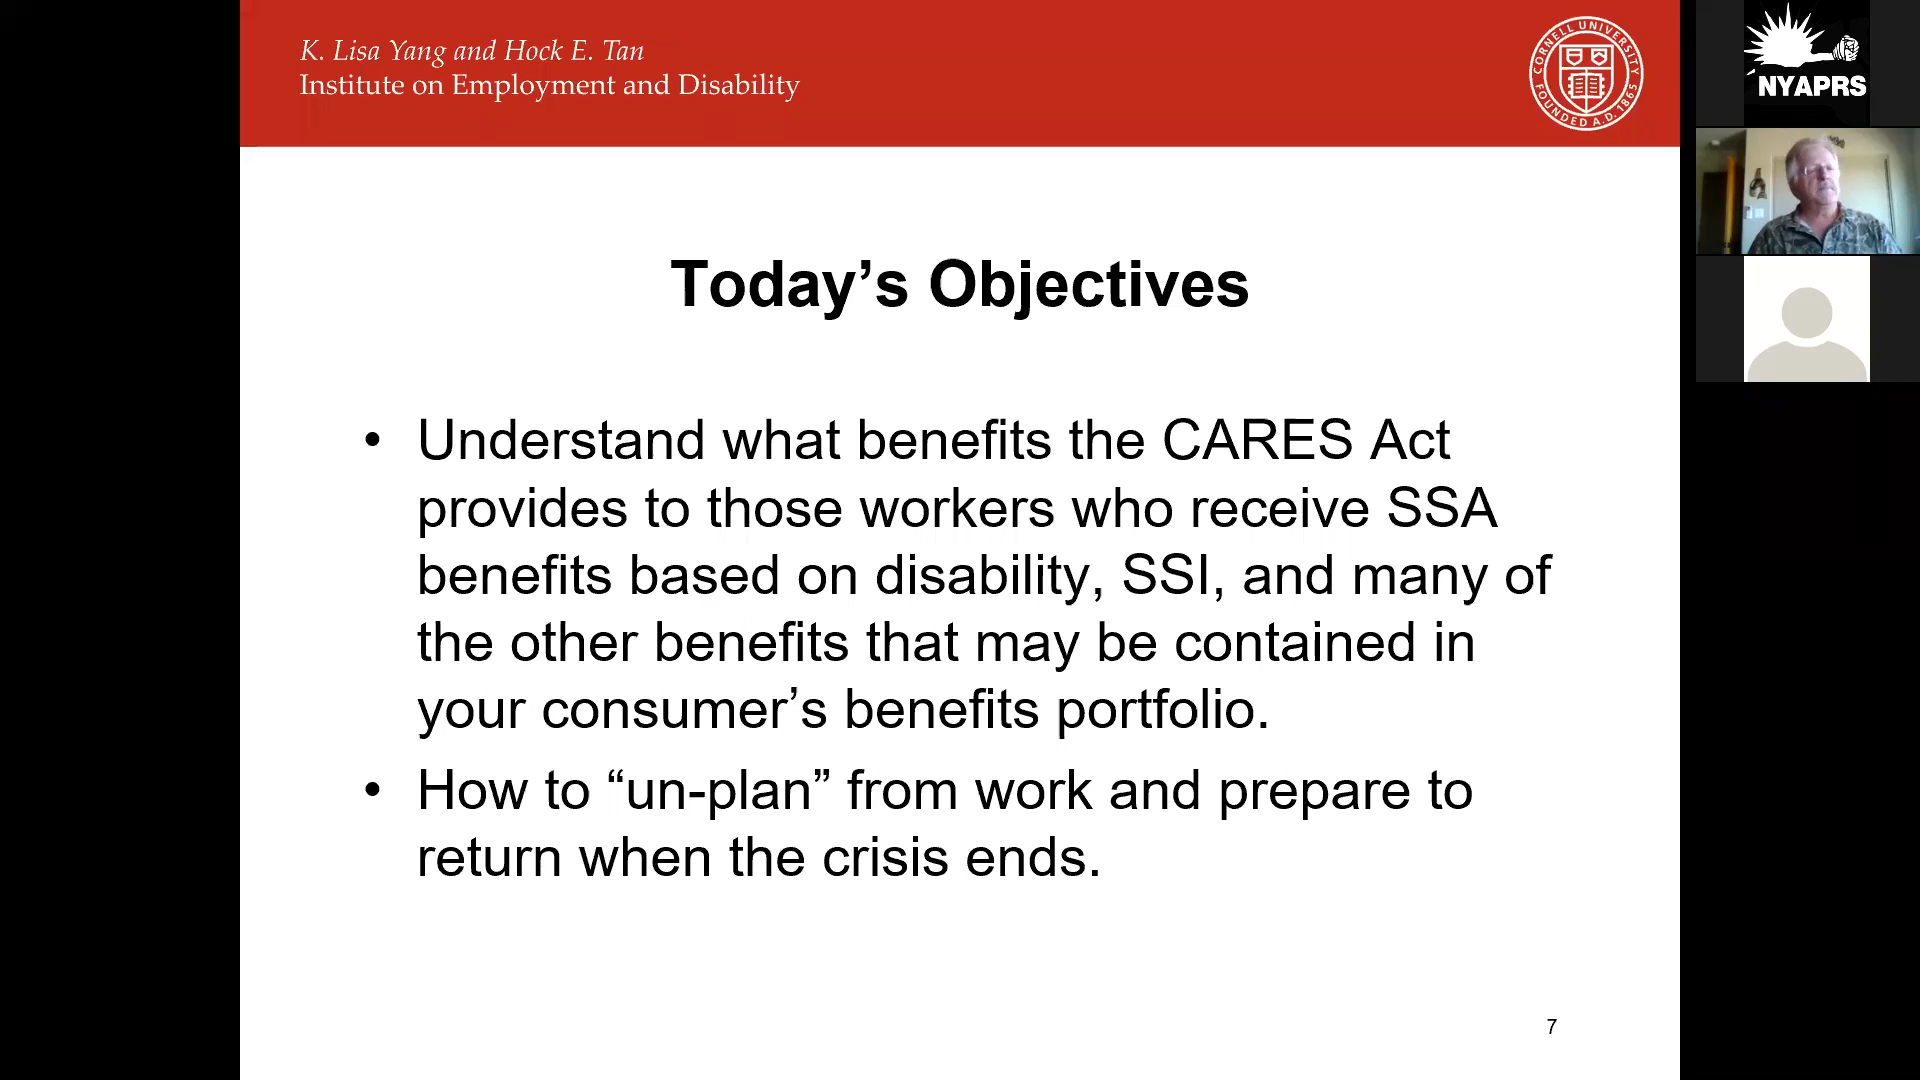 K. Lisa Yang and Hock E. Tan
Institute on Employment and Disability
CORNELL UNIVERSITY
FOUNDED A.D. 1865
NYAPRS
Today’s Objectives
• Understand what benefits the CARES Act
provides to those workers who receive SSA
benefits based on disability, SSI, and many of
the other benefits that may be contained in
your consumer’s benefits portfolio.
• How to “un-plan” from work and prepare to
return when the crisis ends.
7